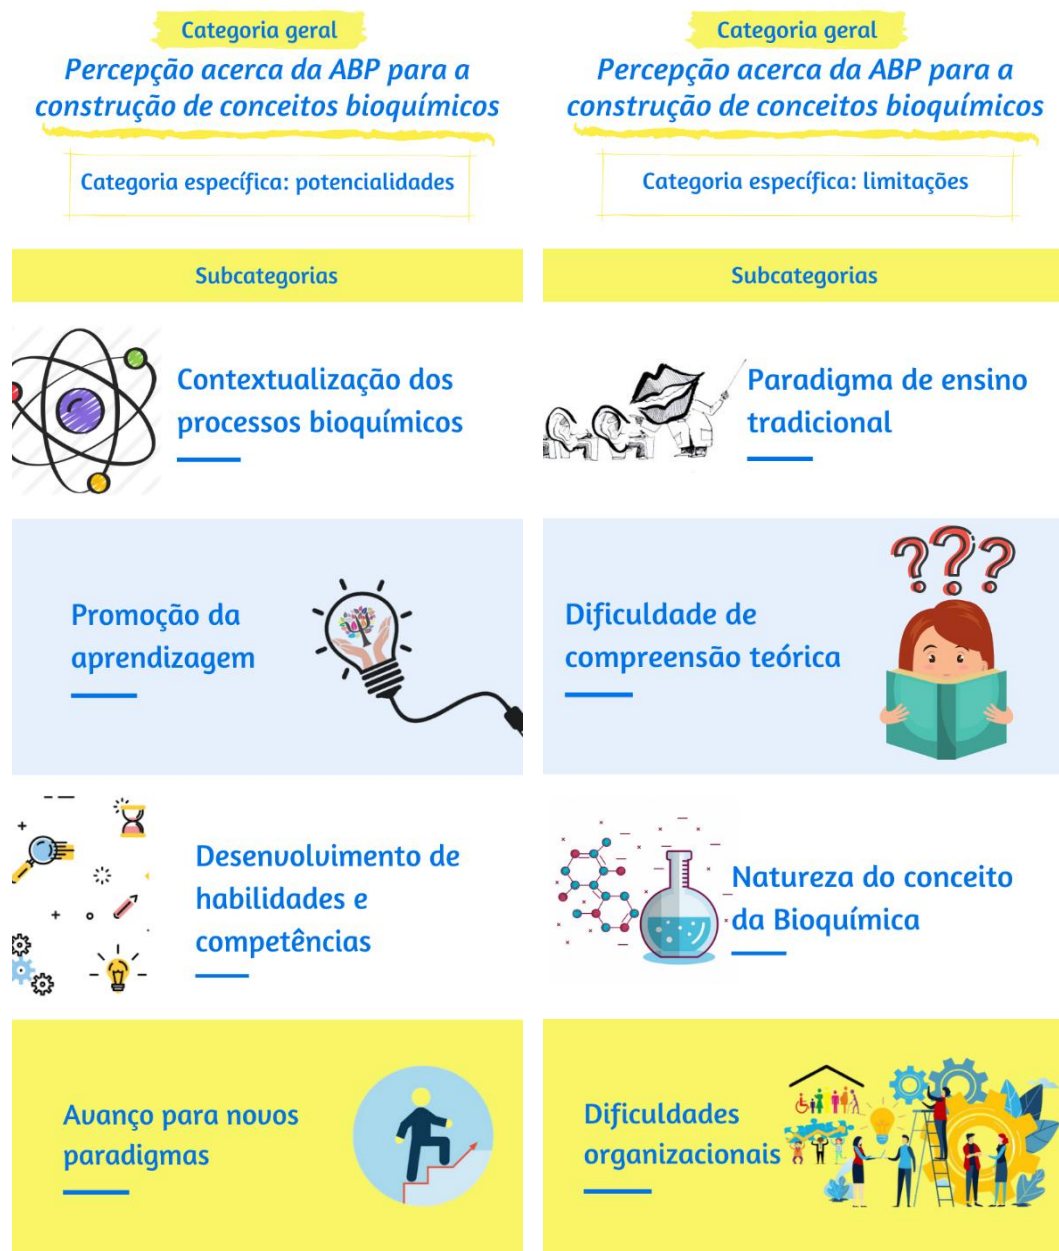 Categoria geral
Percepção acerca da ABP para a
construção de conceitos bioquímicos
Categoria específica: potencialidades
Subcategorias
Contextualização dos
processos bioquímicos
Promoção da
aprendizagem
Desenvolvimento de
habilidades e
competências
Avanço para novos
paradigmas
Categoria geral
Percepção acerca da ABP para a
construção de conceitos bioquímicos
Categoria específica: limitações
Subcategorias
Paradigma de ensino
tradicional
???
Dificuldade de
compreensão teórica
Natureza do conceito
da Bioquímica
Dificuldades
organizacionais